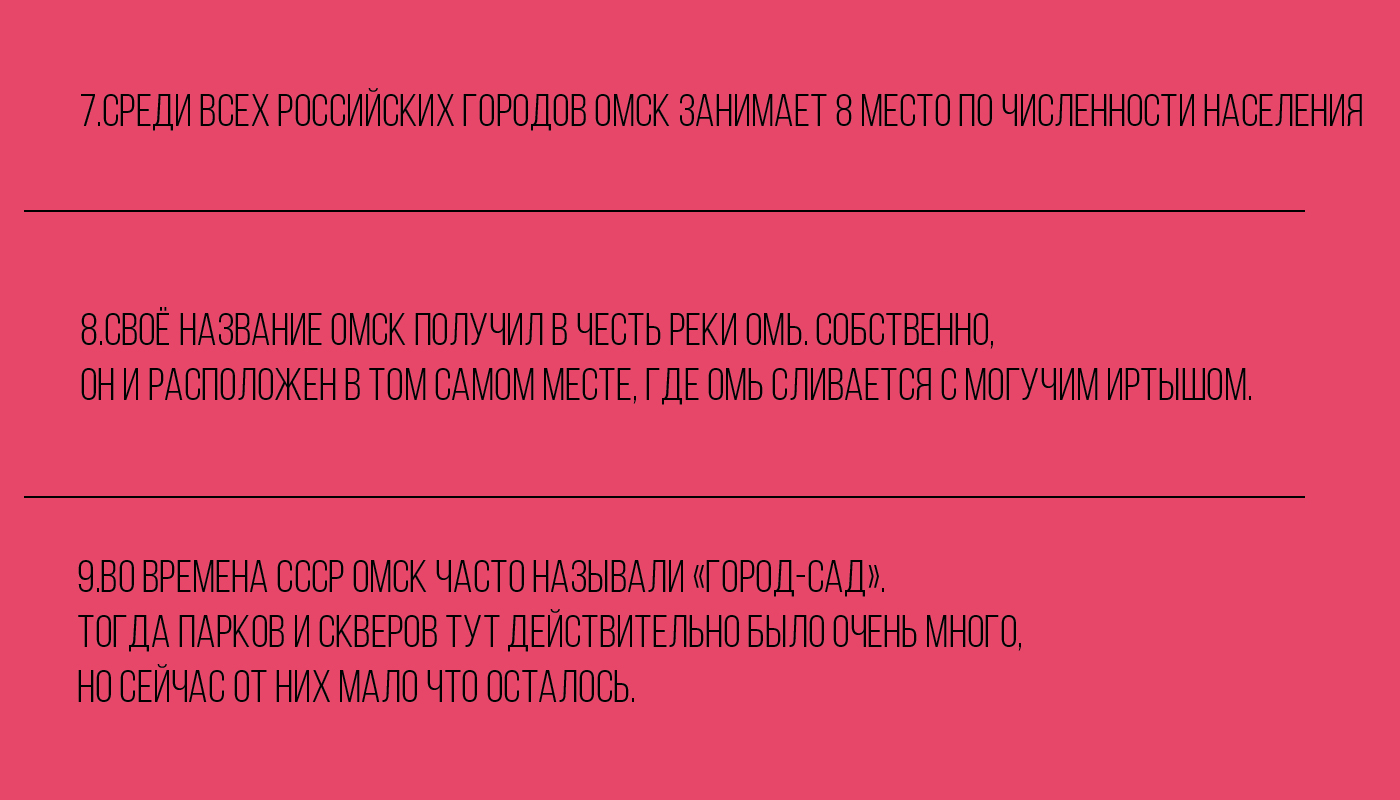 7.СРЕДИ ВСЕХ РОССИЙСКИХ ГОРОДОВ ОМСК ЗАНИМАЕТ 8 МЕСТО ПО ЧИСЛЕННОСТИ НАСЕЛЕНИЯ
8.СВОЁ НАЗВАНИЕ ОМСК ПОЛУЧИЛ В ЧЕСТЬ РЕКИ ОМЬ. СОБСТВЕННО,
ОН И РАСПОЛОЖЕН В ТОМ САМОМ МЕСТЕ, ГДЕ ОМЬ СЛИВАЕТСЯ С МОГУЧИМ ИРТЫШОМ.
9.ВО ВРЕМЕНА СССР ОМСК ЧАСТО НАЗЫВАЛИ «ГОРОД-САД».
ТОГДА ПАРКОВ И СКВЕРОВ ТУТ ДЕЙСТВИТЕЛЬНО БЫЛО ОЧЕНЬ МНОГО,
НО СЕЙЧАС ОТ НИХ МАЛО ЧТО ОСТАЛОСЬ.